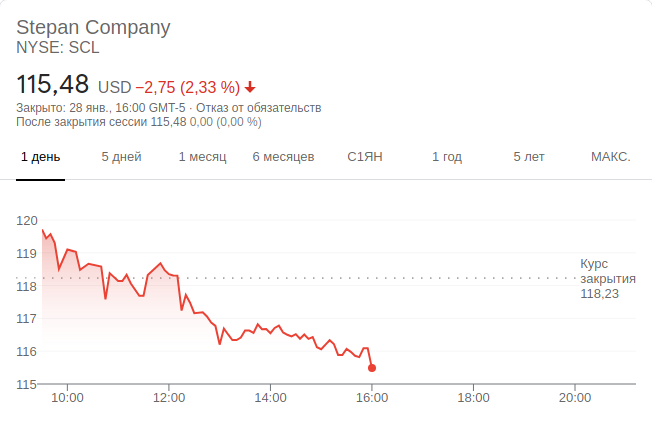 Stepan Company
NYSE: SCL
115,48 USD −2,75 (2,33 %)
Закрыто: 28 янв., 16:00 GMT-5 · Отказ от обязательств
После закрытия сессии 115,48 0,00 (0,00 %)
1 день 5 дней 1 месяц 6 месяцев С1ЯН 1 год 5 лет МАКС.
120
119
118
117
116
115
Курс
закрытия
118,23
10:00 12:00 14:00 16:00 18:00 20:00